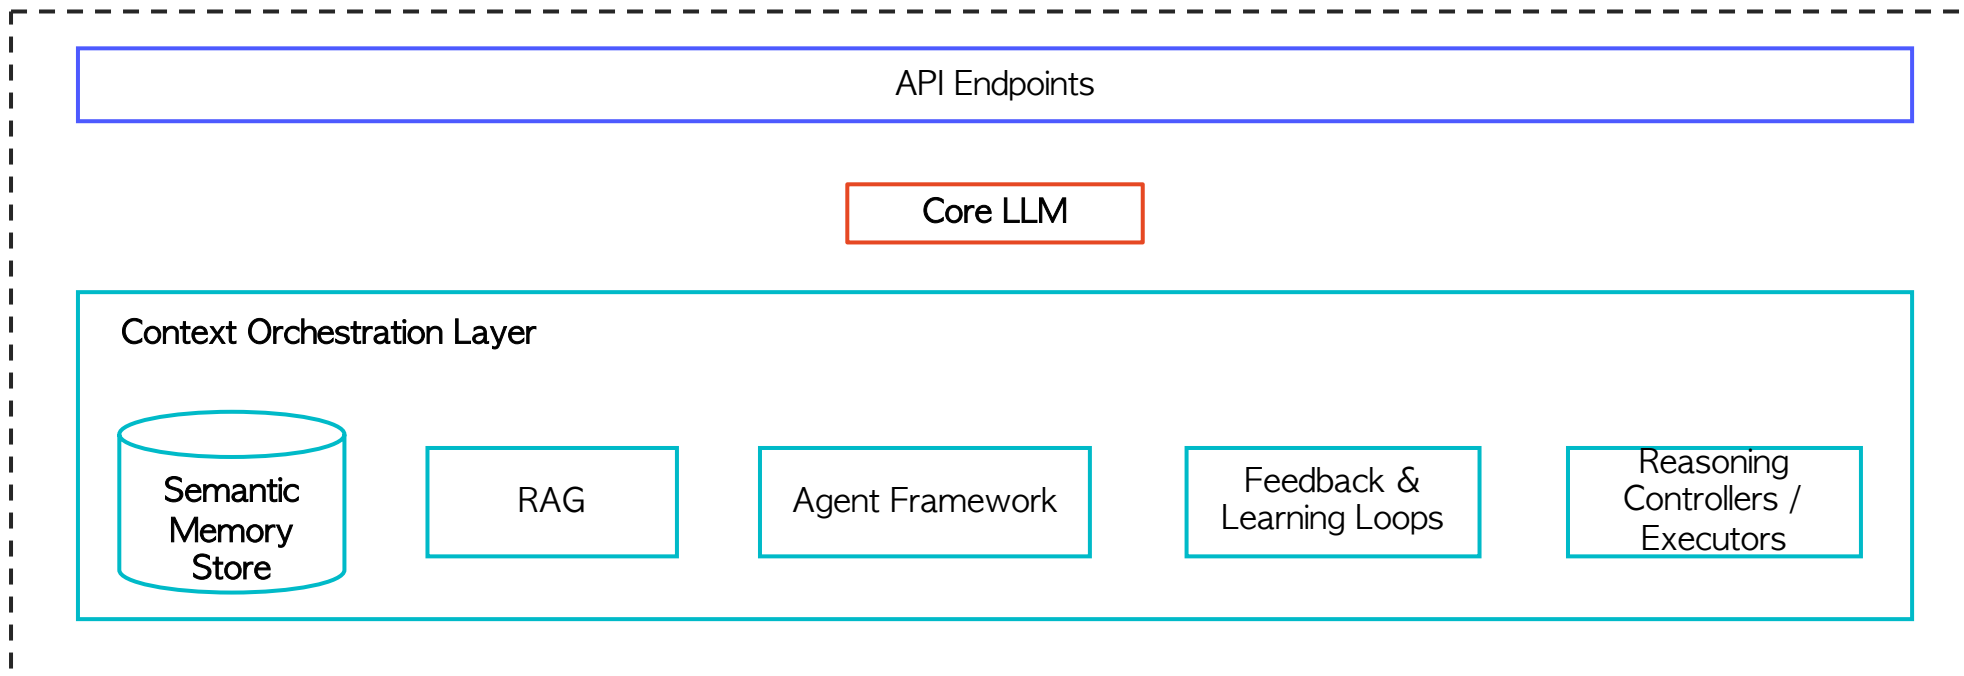 API Endpoints
Core LLM
Context Orchestration Layer
Semantic
Memory
Store
RAG
Agent Framework
Feedback &
Learning Loops
Reasoning
Controllers /
Executors